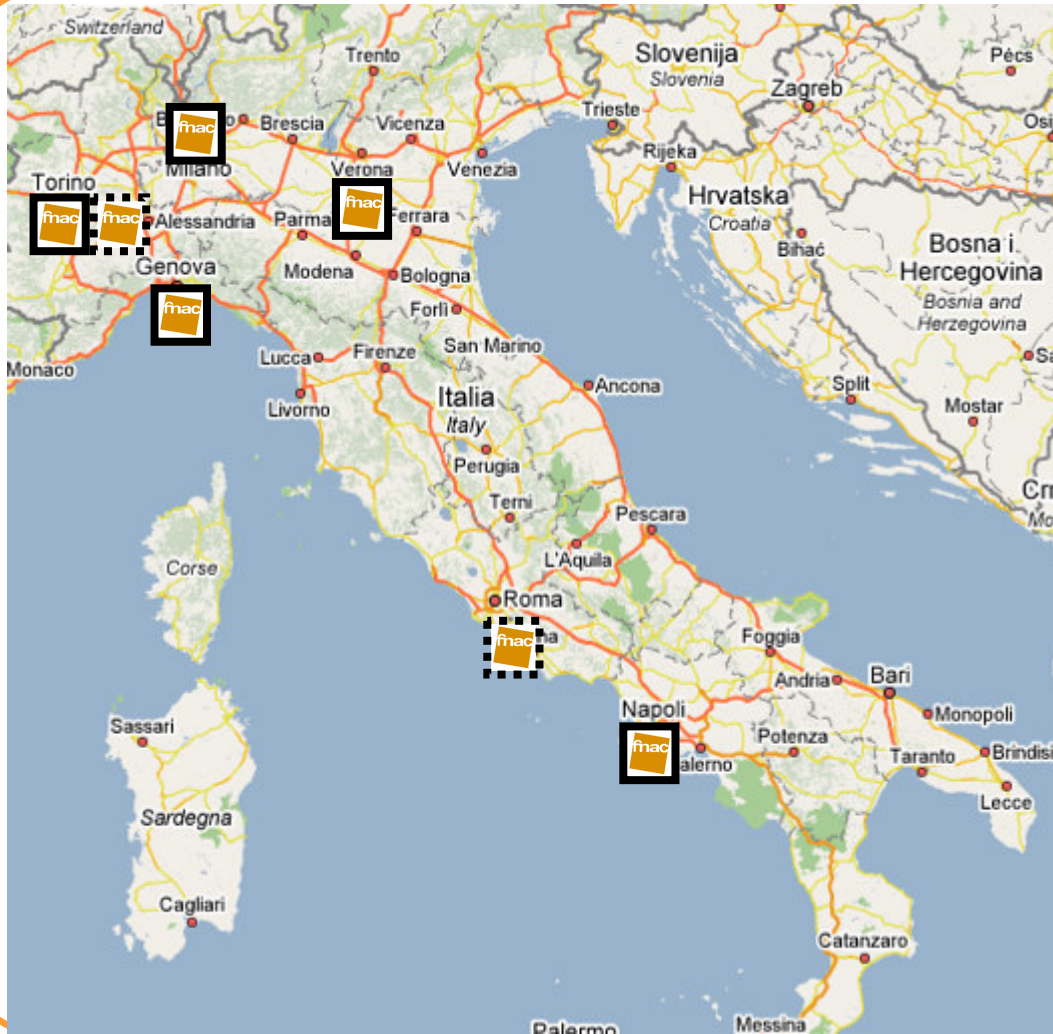 Switzerland
Trento
Slovenija
Slovenia
Pécs
Zagreb
Trieste
Brescia
Vicenza
fnac
Milano
Verona
Venezia
Rijeka
Torino
Hrvatska
Croatia
fnac
fnac
Alessandria
Parma
fnac
Ferrara
Bihać
Bosna i
Hercegovina
Bosnia and
Herzegovina
Genova
Modena
Bologna
fnac
Forlì
San Marino
Monaco
Lucca
Firenze
Livorno
Italia
Italy
Ancona
Split
Mostar
Perugia
Terni
Pescara
L'Aquila
Corse
Roma
fnac
Foggia
Andria
Bari
Napoli
Monopoli
Sassari
fnac
Potenza
Taranto
Brindisi
Lecce
Sardegna
Cagliari
Catanzaro
Messina
Palermo